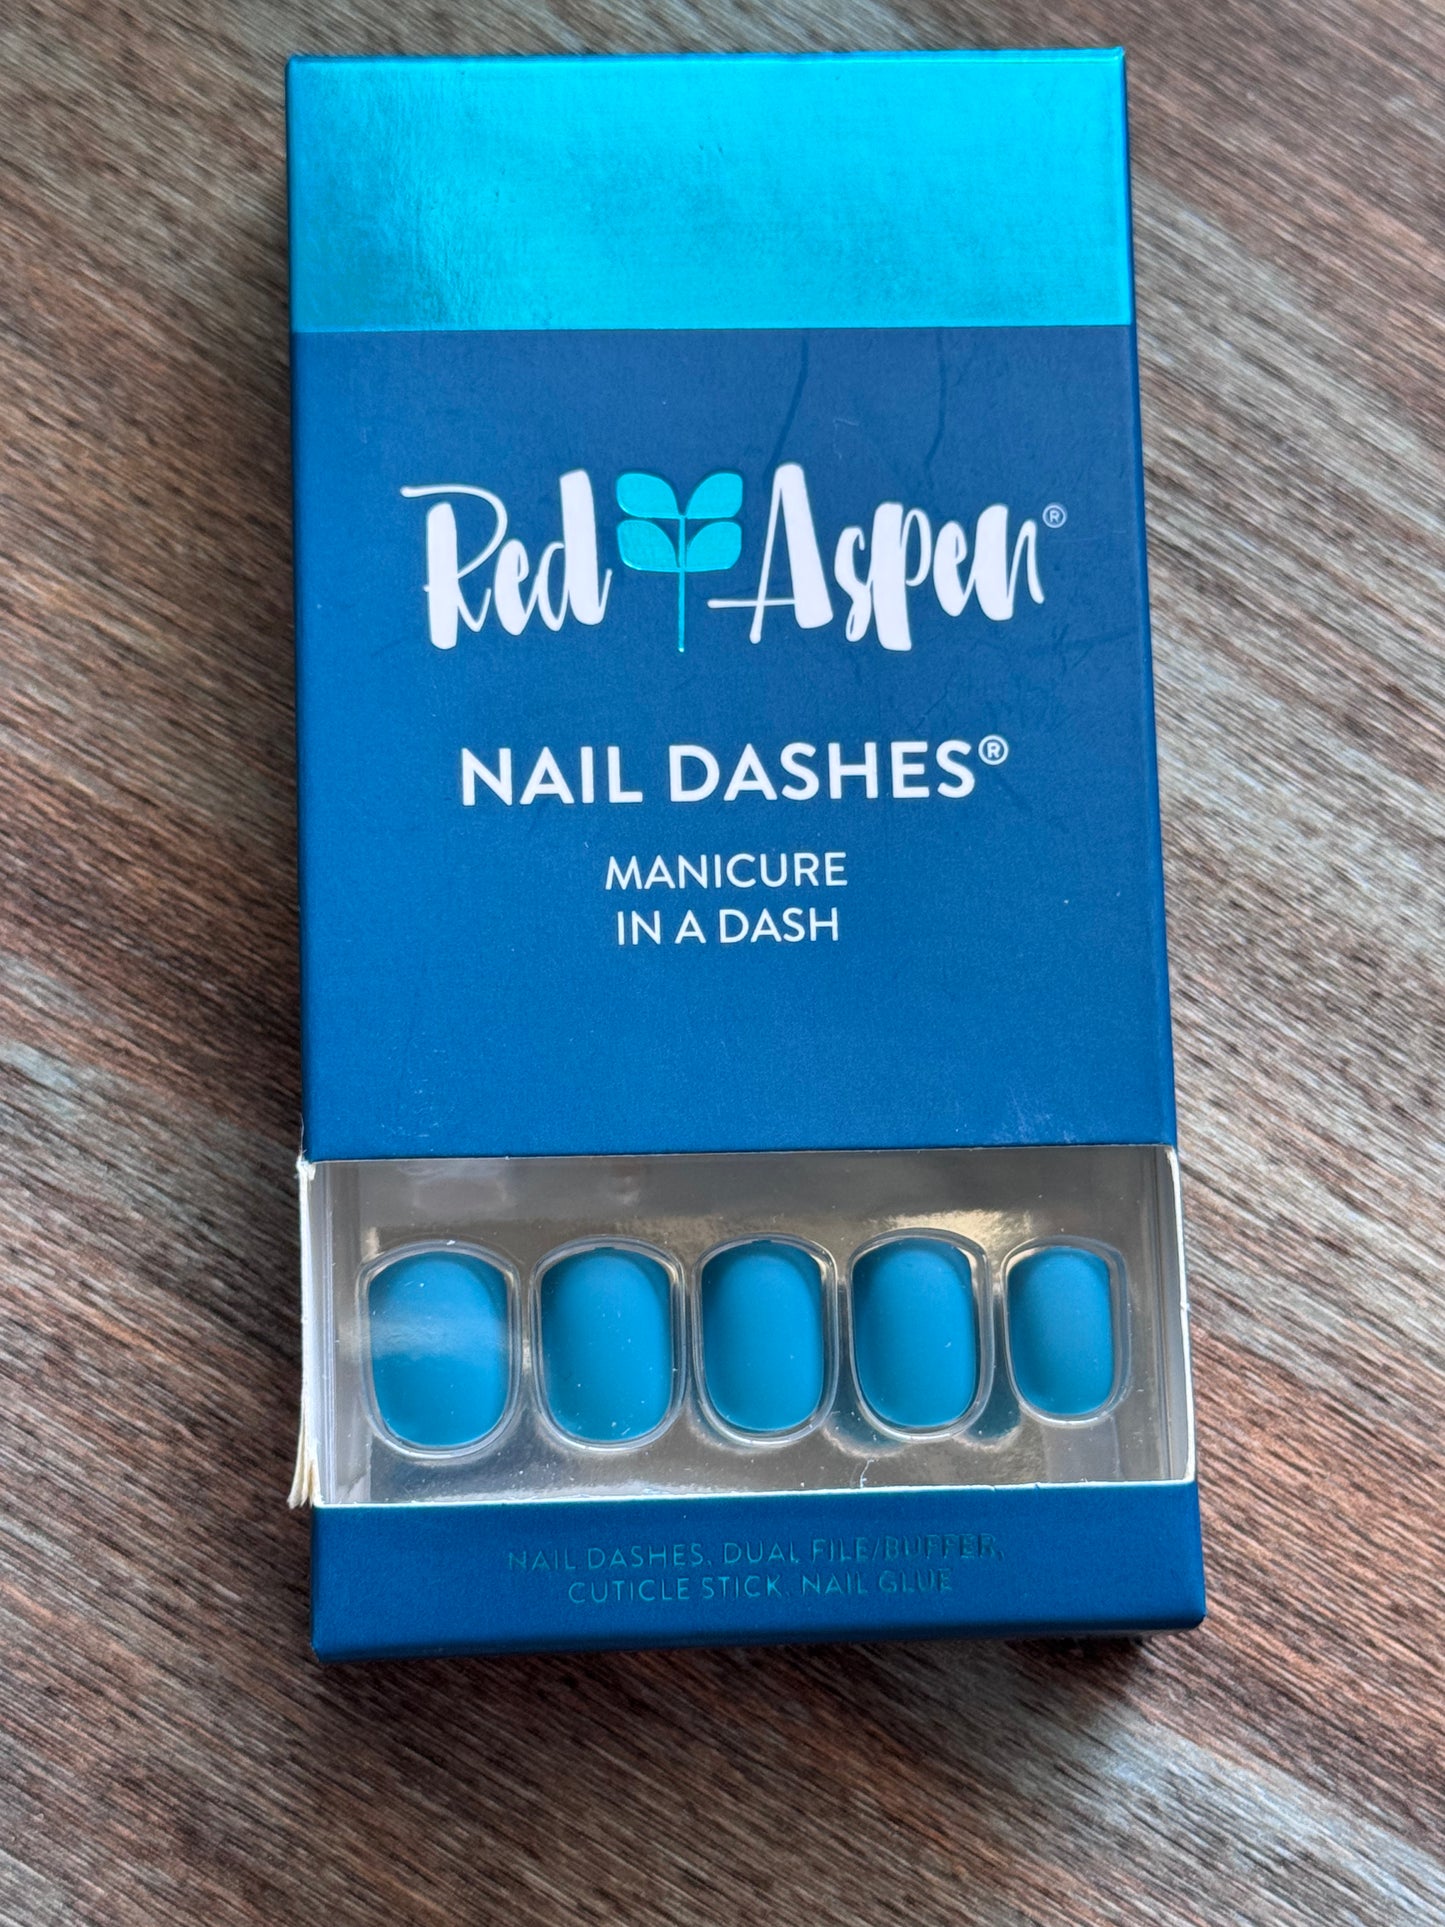 Red Aspen®
NAIL DASHES®
MANICURE
IN A DASH
NAIL DASHES, DUAL FILE/BUFFER,
CUTICLE STICK, NAIL GLUE